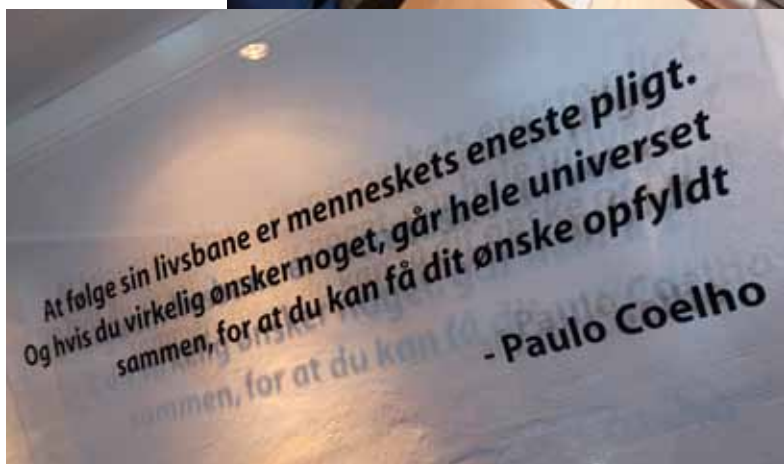 At følge sin livsbane er menneskets eneste pligt.
Og hvis du virkelig ønsker noget, går hele universet
sammen, for at du kan få dit ønske opfyldt
- Paulo Coelho